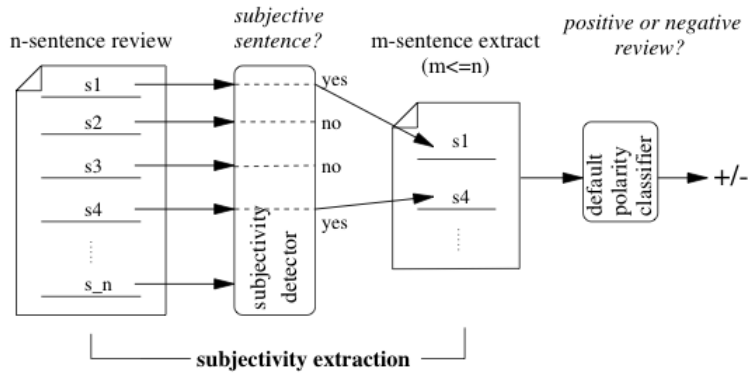 n-sentence review
s1
s2
s3
s4
s_n
subjective
sentence?
subjectivity
detector
yes
no
no
yes
m-sentence extract
(m<=n)
s1
s4
positive or negative
review?
default
polarity
classifier
+/-
subjectivity extraction